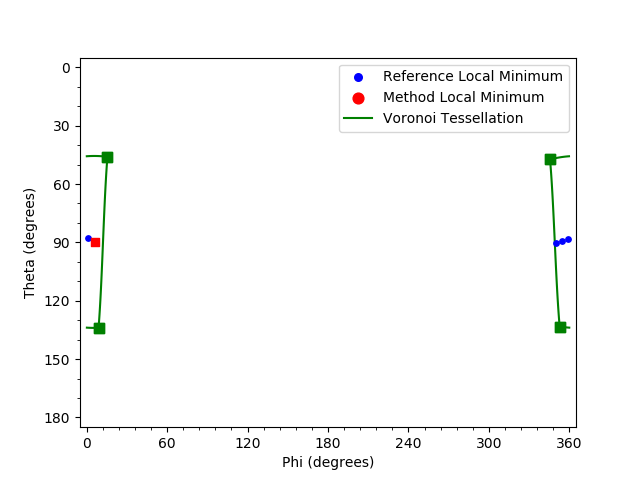 Reference Local Minimum
Method Local Minimum
Voronoi Tessellation
0
30
60
90
120
150
180
Theta (degrees)
0 60 120 180 240 300 360
Phi (degrees)